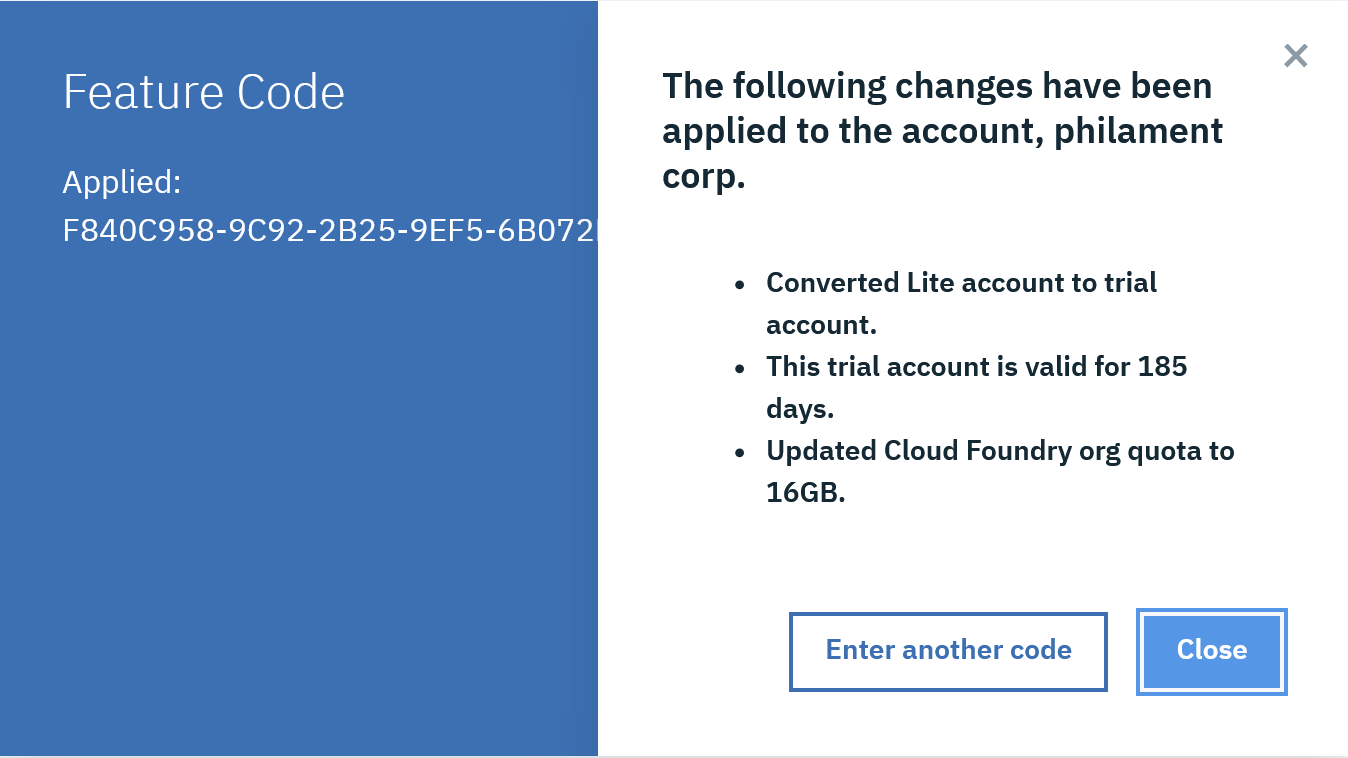 Feature Code
Applied:
F840C958-9C92-2B25-9EF5-6B072
The following changes have been
applied to the account, philament
corp.
• Converted Lite account to trial
account.
• This trial account is valid for 185
days.
• Updated Cloud Foundry org quota to
16GB.
Enter another code
Close